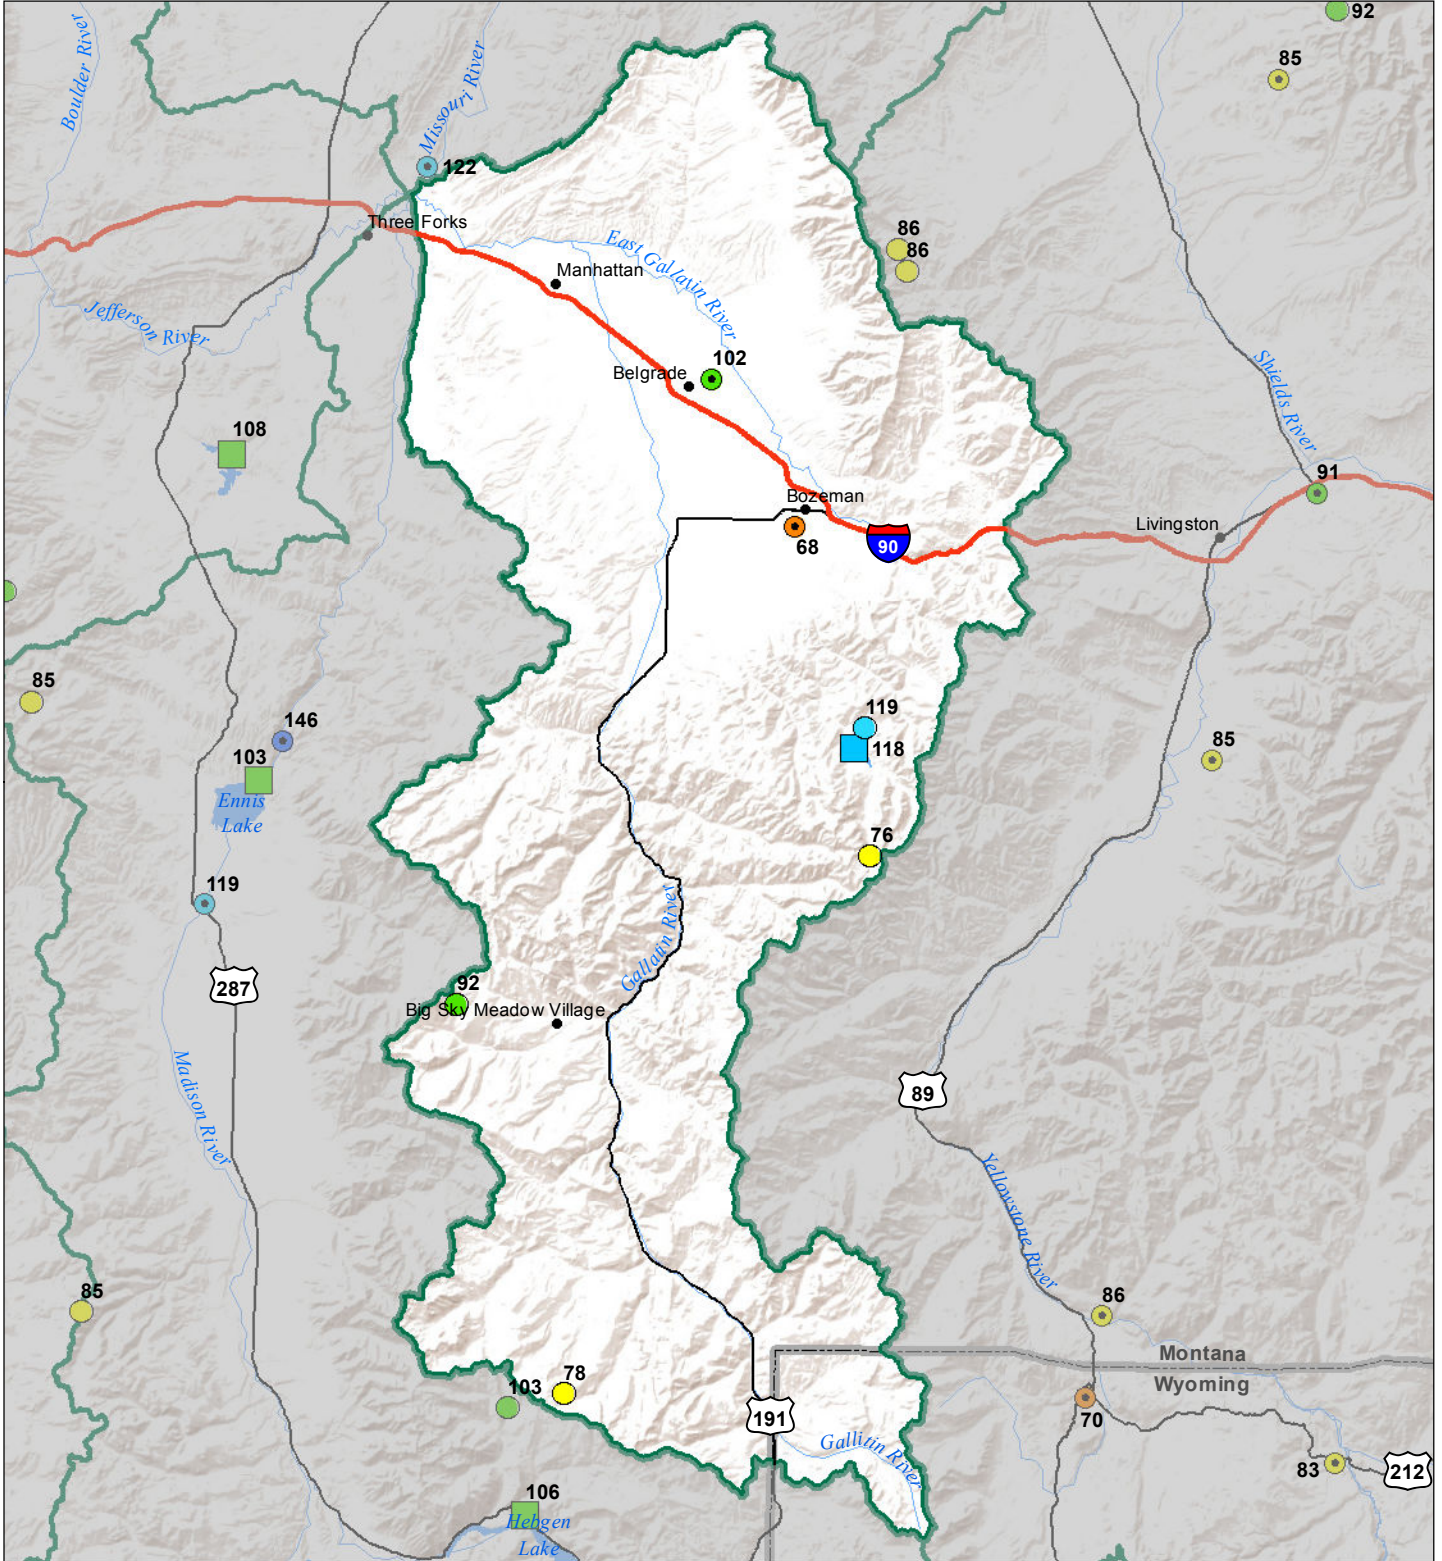 92
85
Boulder River
Missouri River
122
Three Forks
86
86
East Gallatin River
Manhattan
Jefferson River
102
Belgrade
Shields River
108
91
Bozeman
Livingston
68
90
85
119
146
118
103
85
Ennis
Lake
76
119
Gallatin River
287
92
Big Sky Meadow Village
Madison River
89
Yellowstone River
85
86
Montana
Wyoming
78
103
70
191
Gallitin River
83
212
106
Hebgen
Lake